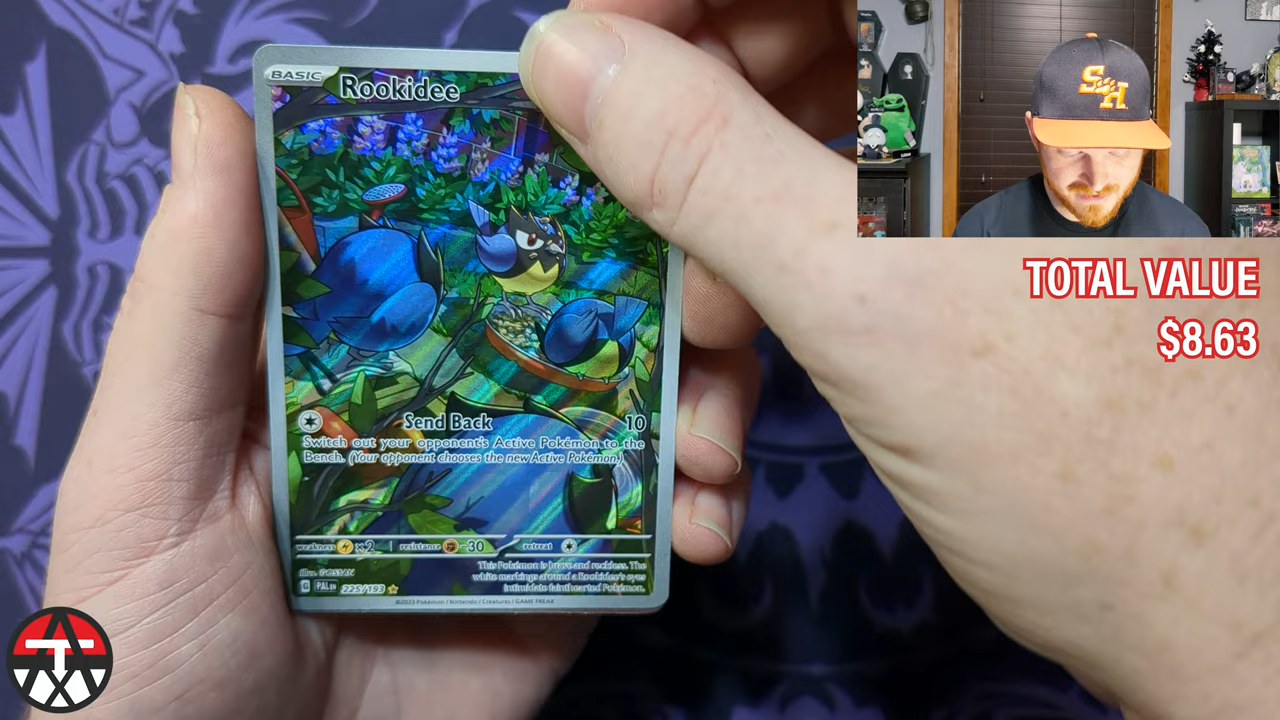 BASIC Rookidee
SH
TOTAL VALUE
$8.63
Send Back 10
Switch out your opponent's Active Pokémon to the
Bench. (Your opponent chooses the new Active Pokémon.)
weakness ×2 resistance -30 retreat
Illus. GOSSAN
This Pokémon is brave and reckless. The
white markings around a Rookidee's eyes
intimidate fainthearted Pokémon.
G PAL EN 225/193
©2023 Pokémon / Nintendo / Creatures / GAME FREAK